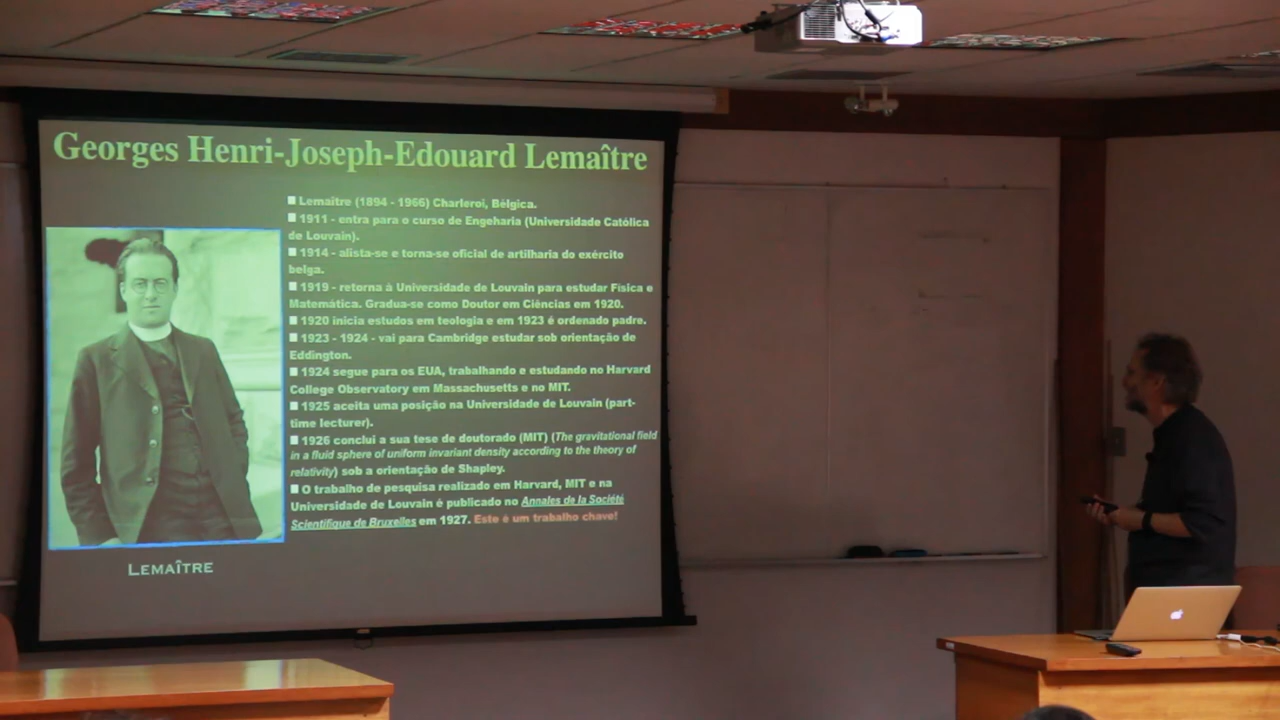 Georges Henri-Joseph-Edouard Lemaître
Lemaître (1894 - 1966) Charleroi, Bélgica.
1911 - entra para o curso de Engeharia (Universidade Católica
de Louvain).
1914 - alista-se e torna-se oficial de artilharia do exército
belga.
1919 - retorna à Universidade de Louvain para estudar Física e
Matemática. Gradua-se como Doutor em Ciências em 1920.
1920 inicia estudos em teologia e em 1923 é ordenado padre.
1923 - 1924 - vai para Cambridge estudar sob orientação de
Eddington.
1924 segue para os EUA, trabalhando e estudando no Harvard
College Observatory em Massachusetts e no MIT.
1925 aceita uma posição na Universidade de Louvain (part-
time lecturer).
1926 conclui a sua tese de doutorado (MIT) (The gravitational field
in a fluid sphere of uniform invariant density according to the theory of
relativity) sob a orientação de Shapley.
O trabalho de pesquisa realizado em Harvard, MIT e na
Universidade de Louvain é publicado no Annales de la Société
Scientifique de Bruxelles em 1927. Este é um trabalho chave!
LEMAÎTRE